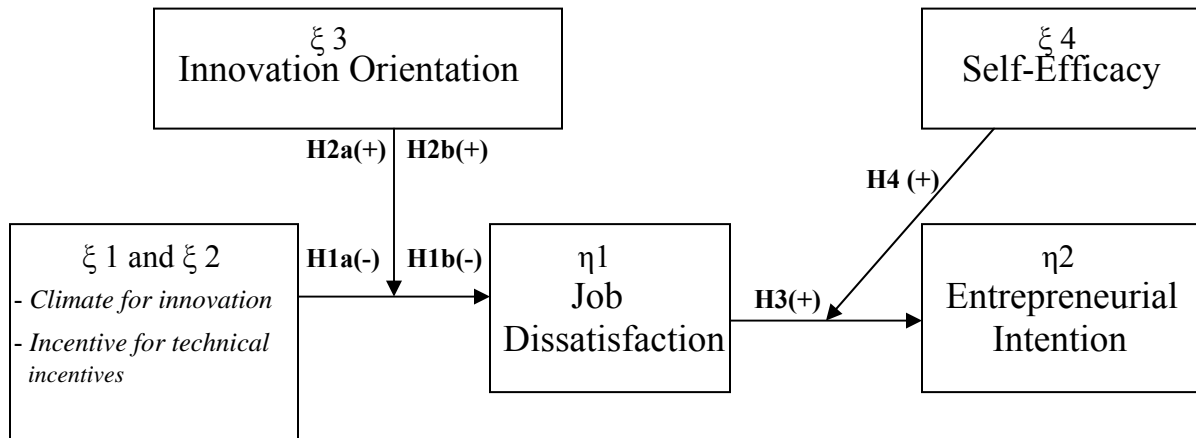 ξ 3
Innovation Orientation
ξ 4
Self-Efficacy
H2a(+) H2b(+)
H4 (+)
ξ 1 and ξ 2
- Climate for innovation
- Incentive for technical
incentives
H1a(-) H1b(-)
η1
Job
Dissatisfaction
H3(+)
η2
Entrepreneurial
Intention